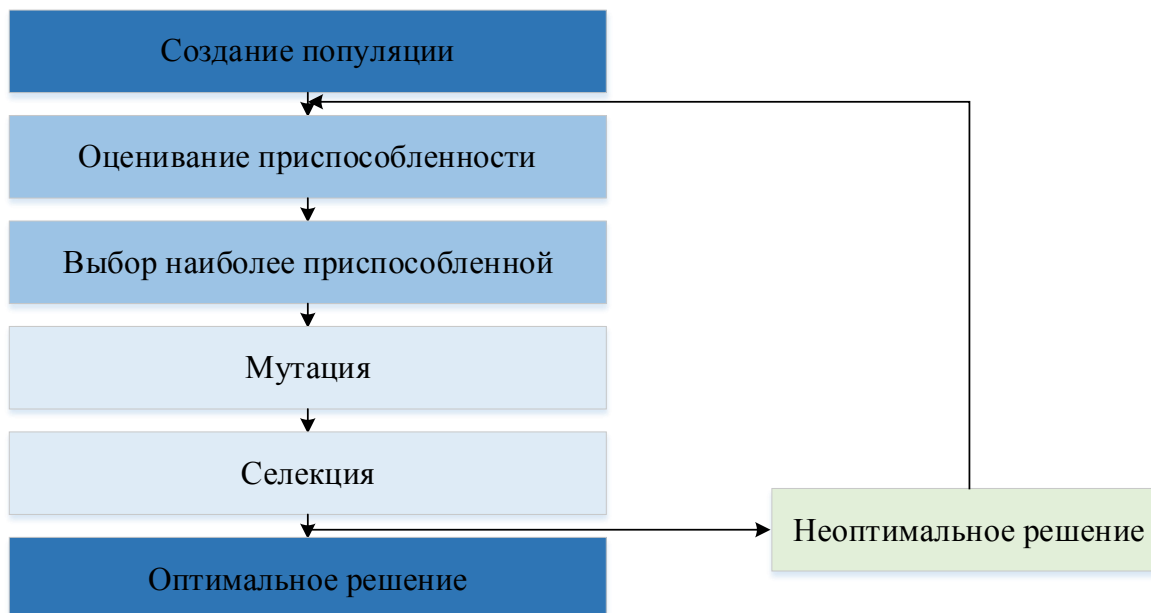 Создание популяции
Оценивание приспособленности
Выбор наиболее приспособленной
Мутация
Селекция
Неоптимальное решение
Оптимальное решение